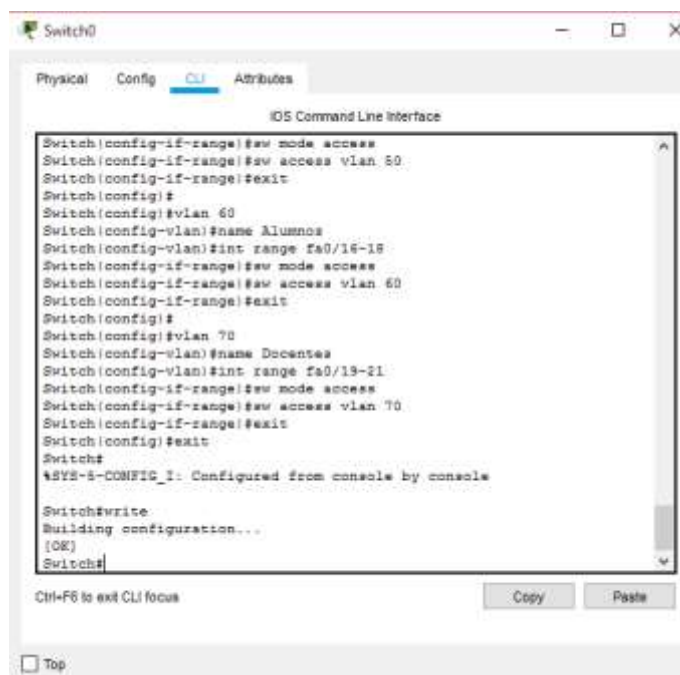 Switch0
Physical Config CLI Attributes
IOS Command Line Interface
Switch(config-if-range)#sw mode access
Switch(config-if-range)#sw access vlan 50
Switch(config-if-range)#exit
Switch(config)#
Switch(config)#vlan 60
Switch(config-vlan)#name Alumnos
Switch(config-vlan)#int range fa0/16-18
Switch(config-if-range)#sw mode access
Switch(config-if-range)#sw access vlan 60
Switch(config-if-range)#exit
Switch(config)#
Switch(config)#vlan 70
Switch(config-vlan)#name Docentes
Switch(config-vlan)#int range fa0/19-21
Switch(config-if-range)#sw mode access
Switch(config-if-range)#sw access vlan 70
Switch(config-if-range)#exit
Switch(config)#exit
Switch#
%SYS-5-CONFIG_I: Configured from console by console
Switch#write
Building configuration...
[OK]
Switch#
Ctrl+F6 to exit CLI focus
Copy Paste
Top